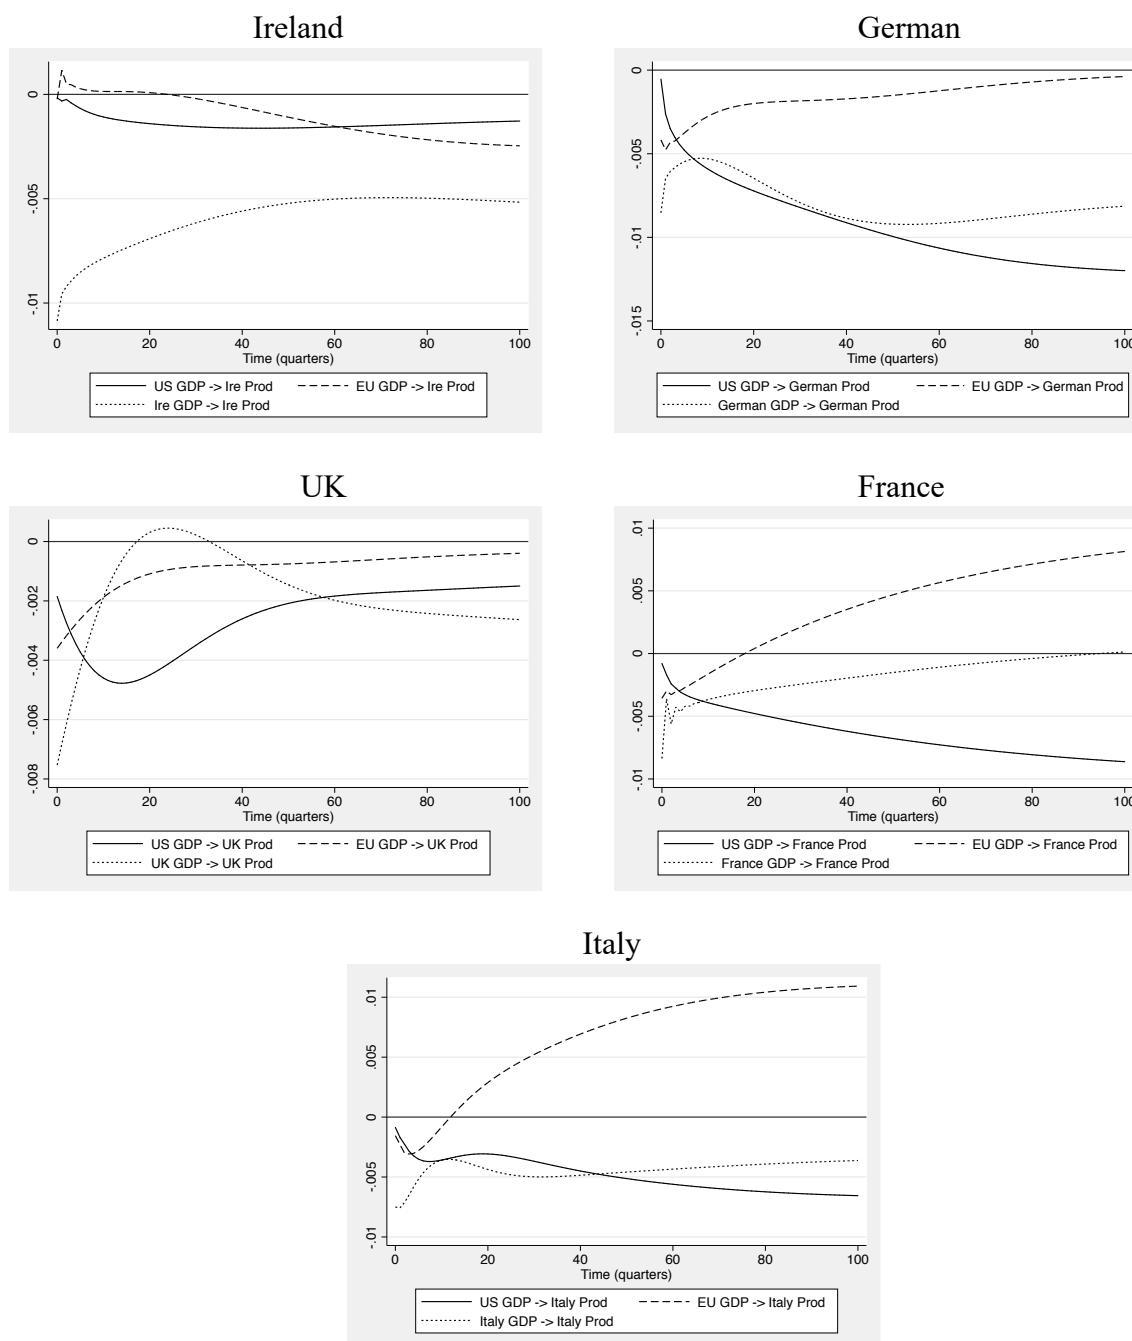 Ireland
German
0
-.005
-.01
0 20 40 60 80 100
Time (quarters)
US GDP -> Ire Prod EU GDP -> Ire Prod
Ire GDP -> Ire Prod
0
-.005
-.01
-.015
0 20 40 60 80 100
Time (quarters)
US GDP -> German Prod EU GDP -> German Prod
German GDP -> German Prod
UK
France
0
-.002
-.004
-.006
-.008
0 20 40 60 80 100
Time (quarters)
US GDP -> UK Prod EU GDP -> UK Prod
UK GDP -> UK Prod
.01
.005
0
-.005
-.01
0 20 40 60 80 100
Time (quarters)
US GDP -> France Prod EU GDP -> France Prod
France GDP -> France Prod
Italy
.01
.005
0
-.005
-.01
0 20 40 60 80 100
Time (quarters)
US GDP -> Italy Prod EU GDP -> Italy Prod
Italy GDP -> Italy Prod